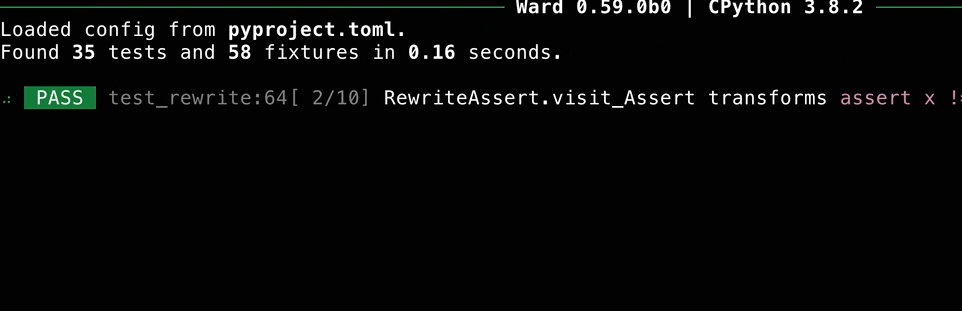 Ward 0.59.0b0 | CPython 3.8.2
Loaded config from pyproject.toml.
Found 35 tests and 58 fixtures in 0.16 seconds.
PASS test_rewrite:64[ 2/10] RewriteAssert.visit_Assert transforms assert x !